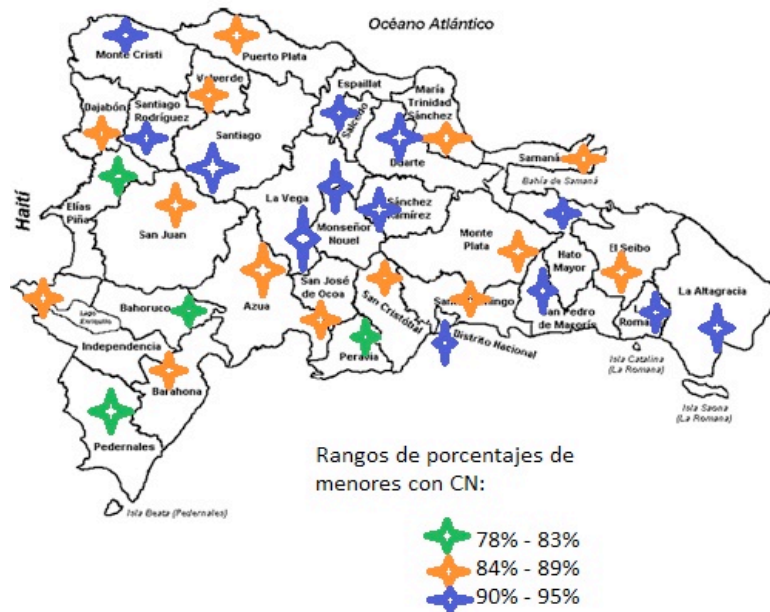 Océano Atlántico
Monte Cristi
Puerto Plata
Valverde
Espaillat
María
Trinidad
Sánchez
Dajabón
Santiago
Rodríguez
Santiago
Salcedo
Duarte
Samaná
Bahía de Samaná
Haití
Elías
Piña
San Juan
La Vega
Monseñor
Nouel
Sánchez
Ramírez
Monte
Plata
Hato
Mayor
El Seibo
La Altagracia
Lago
Enriquillo
Bahoruco
Azua
San José
de Ocoa
San Cristóbal
Santo Domingo
San Pedro
de Macorís
La
Romana
Independencia
Peravia
Distrito Nacional
Isla Catalina
(La Romana)
Barahona
Pedernales
Isla Saona
(La Romana)
Isla Beata (Pedernales)
Rangos de porcentajes de
menores con CN:
78% - 83%
84% - 89%
90% - 95%